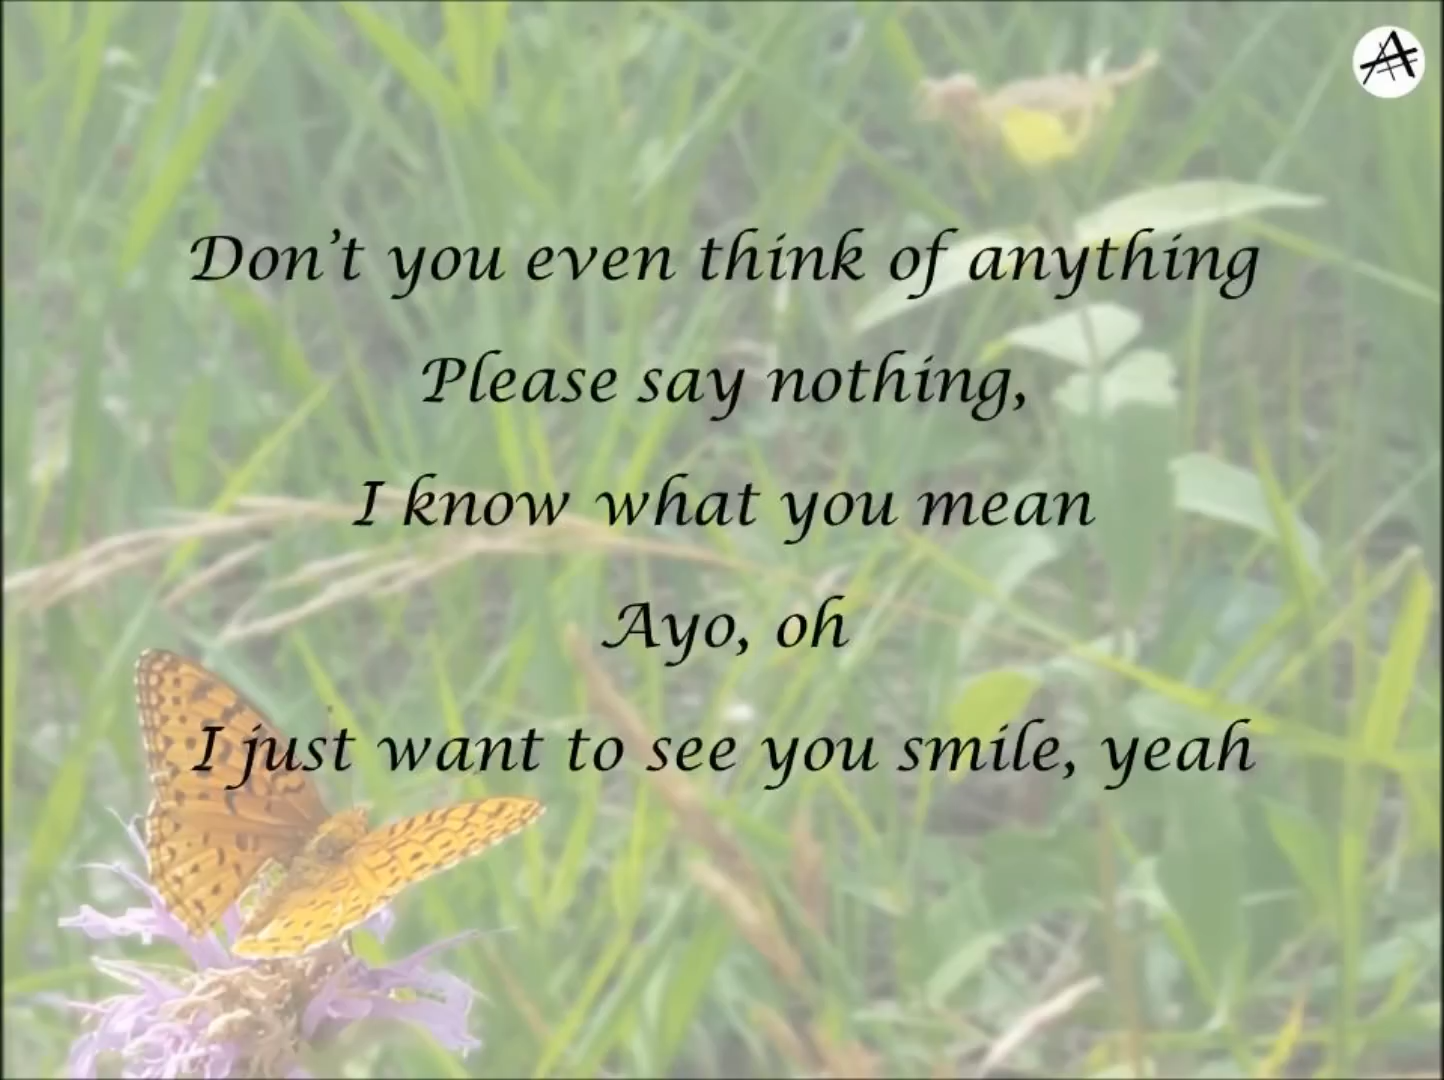 Don't you even think of anything
Please say nothing,
I know what you mean
Ayo, oh
I just want to see you smile, yeah